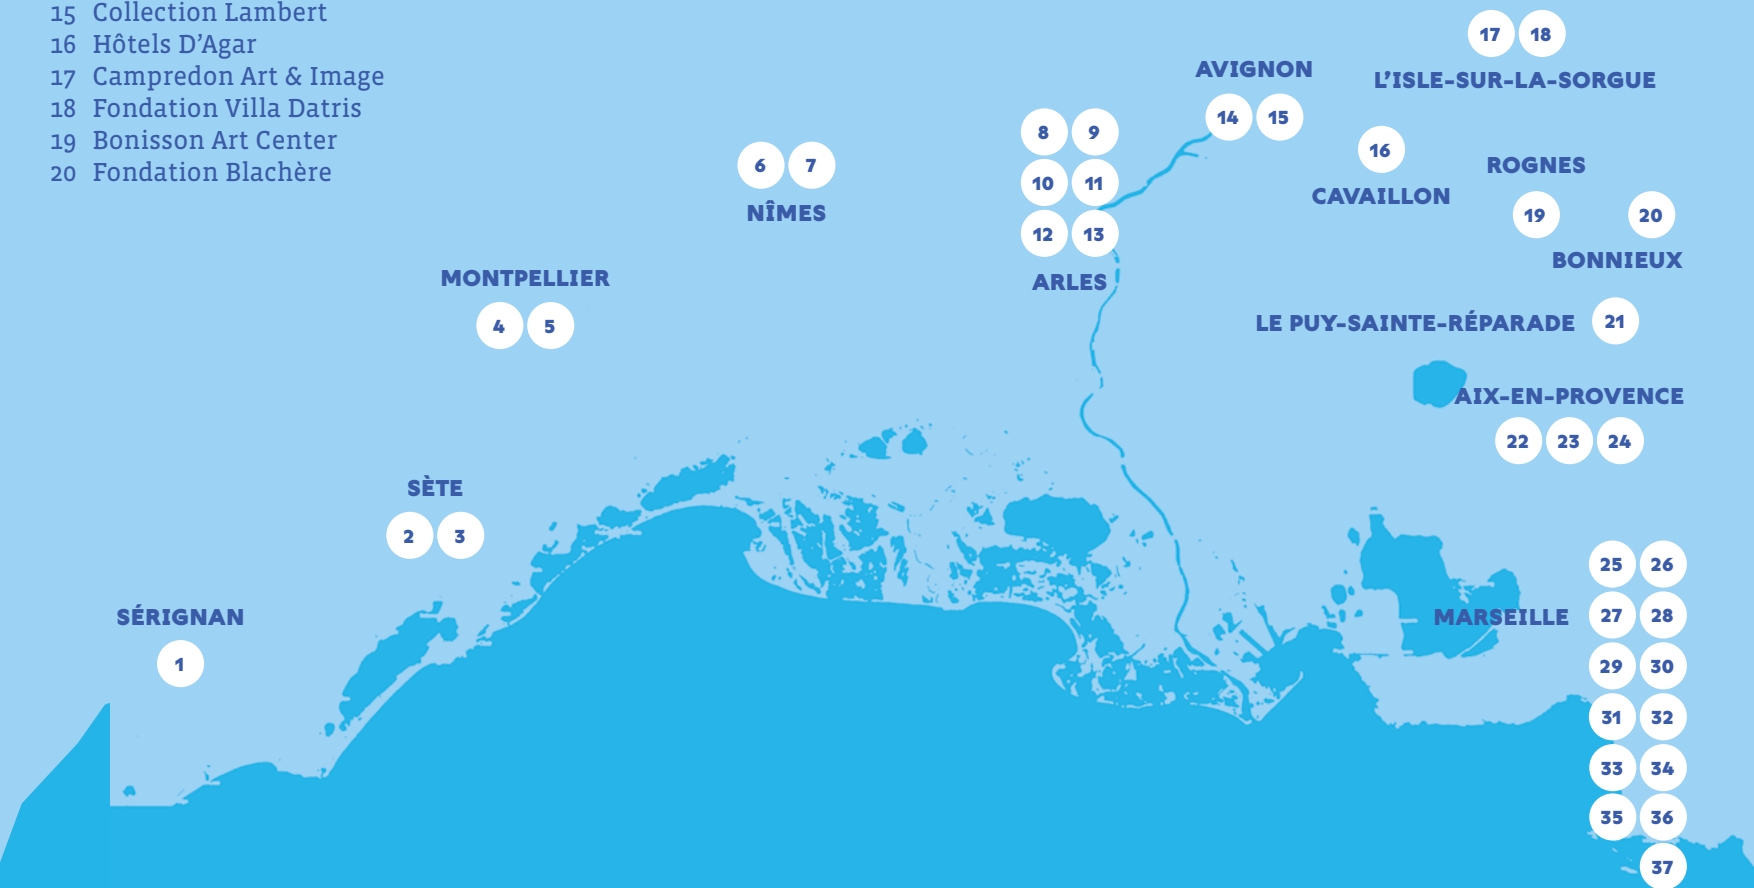 15 Collection Lambert
16 Hôtels D’Agar
17 Campredon Art & Image
18 Fondation Villa Datris
19 Bonisson Art Center
20 Fondation Blachère
17 18
L’ISLE-SUR-LA-SORGUE
AVIGNON
14 15
8 9
10 11
12 13
ARLES
16
CAVAILLON
ROGNES
19
20
BONNIEUX
6 7
NÎMES
MONTPELLIER
4 5
LE PUY-SAINTE-RÉPARADE 21
AIX-EN-PROVENCE
22 23 24
SÈTE
2 3
SÉRIGNAN
1
MARSEILLE
25 26
27 28
29 30
31 32
33 34
35 36
37